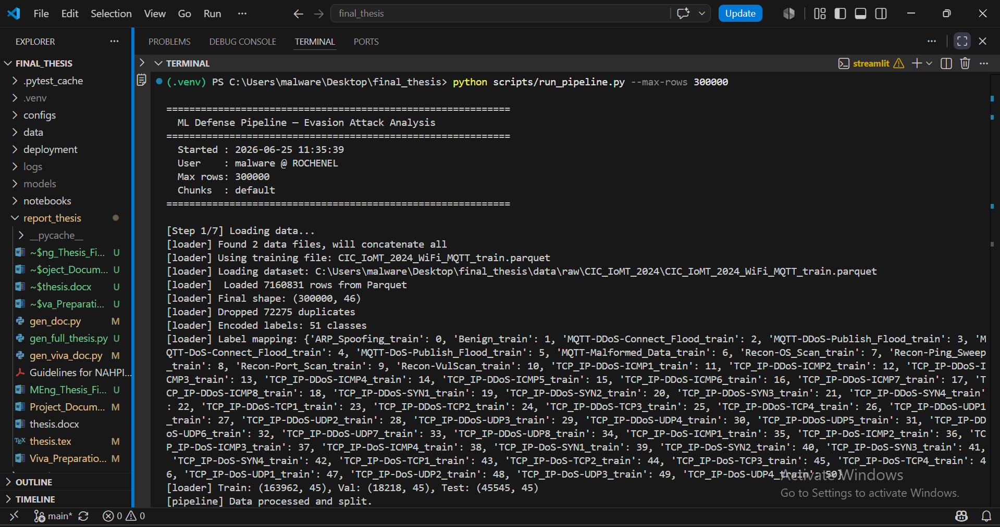 File Edit Selection View Go Run ··· final_thesis Update
EXPLORER ···
PROBLEMS DEBUG CONSOLE TERMINAL PORTS ···
FINAL_THESIS
.pytest_cache
.venv
configs
data
deployment
logs
models
notebooks
report_thesis
__pycache__
~$ng_Thesis_Fi... U
~$oject_Docum... U
~$thesis.docx U
~$va_Preparati... U
gen_doc.py M
gen_full_thesis.py U
gen_viva_doc.py M
Guidelines for NAHPI...
MEng_Thesis_Fi... U
Project_Docum... M
thesis.docx
thesis.tex M
Viva_Preparatio... M
OUTLINE
TIMELINE
TERMINAL streamlit ···
(.venv) PS C:\Users\malware\Desktop\final_thesis> python scripts/run_pipeline.py --max-rows 300000
============================================================
ML Defense Pipeline — Evasion Attack Analysis
============================================================
Started : 2026-06-25 11:35:39
User    : malware @ ROCHENEL
Max rows: 300000
Chunks  : default
============================================================
[Step 1/7] Loading data...
[loader] Found 2 data files, will concatenate all
[loader] Using training file: CIC_IoMT_2024_WiFi_MQTT_train.parquet
[loader] Loading dataset: C:\Users\malware\Desktop\final_thesis\data\raw\CIC_IoMT_2024\CIC_IoMT_2024_WiFi_MQTT_train.parquet
[loader]  Loaded 7160831 rows from Parquet
[loader] Final shape: (300000, 46)
[loader] Dropped 72275 duplicates
[loader] Encoded labels: 51 classes
[loader] Label mapping: {'ARP_Spoofing_train': 0, 'Benign_train': 1, 'MQTT-DDoS-Connect_Flood_train': 2, 'MQTT-DDoS-Publish_Flood_train': 3, 'M
QTT-DoS-Connect_Flood_train': 4, 'MQTT-DoS-Publish_Flood_train': 5, 'MQTT-Malformed_Data_train': 6, 'Recon-OS_Scan_train': 7, 'Recon-Ping_Sweep
_train': 8, 'Recon-Port_Scan_train': 9, 'Recon-VulScan_train': 10, 'TCP_IP-DDoS-ICMP1_train': 11, 'TCP_IP-DDoS-ICMP2_train': 12, 'TCP_IP-DDoS-I
CMP3_train': 13, 'TCP_IP-DDoS-ICMP4_train': 14, 'TCP_IP-DDoS-ICMP5_train': 15, 'TCP_IP-DDoS-ICMP6_train': 16, 'TCP_IP-DDoS-ICMP7_train': 17, 'T
CP_IP-DDoS-ICMP8_train': 18, 'TCP_IP-DDoS-SYN1_train': 19, 'TCP_IP-DDoS-SYN2_train': 20, 'TCP_IP-DDoS-SYN3_train': 21, 'TCP_IP-DDoS-SYN4_train'
: 22, 'TCP_IP-DDoS-TCP1_train': 23, 'TCP_IP-DDoS-TCP2_train': 24, 'TCP_IP-DDoS-TCP3_train': 25, 'TCP_IP-DDoS-TCP4_train': 26, 'TCP_IP-DDoS-UDP1
_train': 27, 'TCP_IP-DDoS-UDP2_train': 28, 'TCP_IP-DDoS-UDP3_train': 29, 'TCP_IP-DDoS-UDP4_train': 30, 'TCP_IP-DDoS-UDP5_train': 31, 'TCP_IP-DD
oS-UDP6_train': 32, 'TCP_IP-DDoS-UDP7_train': 33, 'TCP_IP-DDoS-UDP8_train': 34, 'TCP_IP-DoS-ICMP1_train': 35, 'TCP_IP-DoS-ICMP2_train': 36, 'TC
P_IP-DoS-ICMP3_train': 37, 'TCP_IP-DoS-ICMP4_train': 38, 'TCP_IP-DoS-SYN1_train': 39, 'TCP_IP-DoS-SYN2_train': 40, 'TCP_IP-DoS-SYN3_train': 41,
'TCP_IP-DoS-SYN4_train': 42, 'TCP_IP-DoS-TCP1_train': 43, 'TCP_IP-DoS-TCP2_train': 44, 'TCP_IP-DoS-TCP3_train': 45, 'TCP_IP-DoS-TCP4_train': 4
6, 'TCP_IP-DoS-UDP1_train': 47, 'TCP_IP-DoS-UDP2_train': 48, 'TCP_IP-DoS-UDP3_train': 49, 'TCP_IP-DoS-UDP4_train': 50}
[loader] Train: (163962, 45), Val: (18218, 45), Test: (45545, 45)
[pipeline] Data processed and split.
Activate Windows
Go to Settings to activate Windows.
main* 0 0